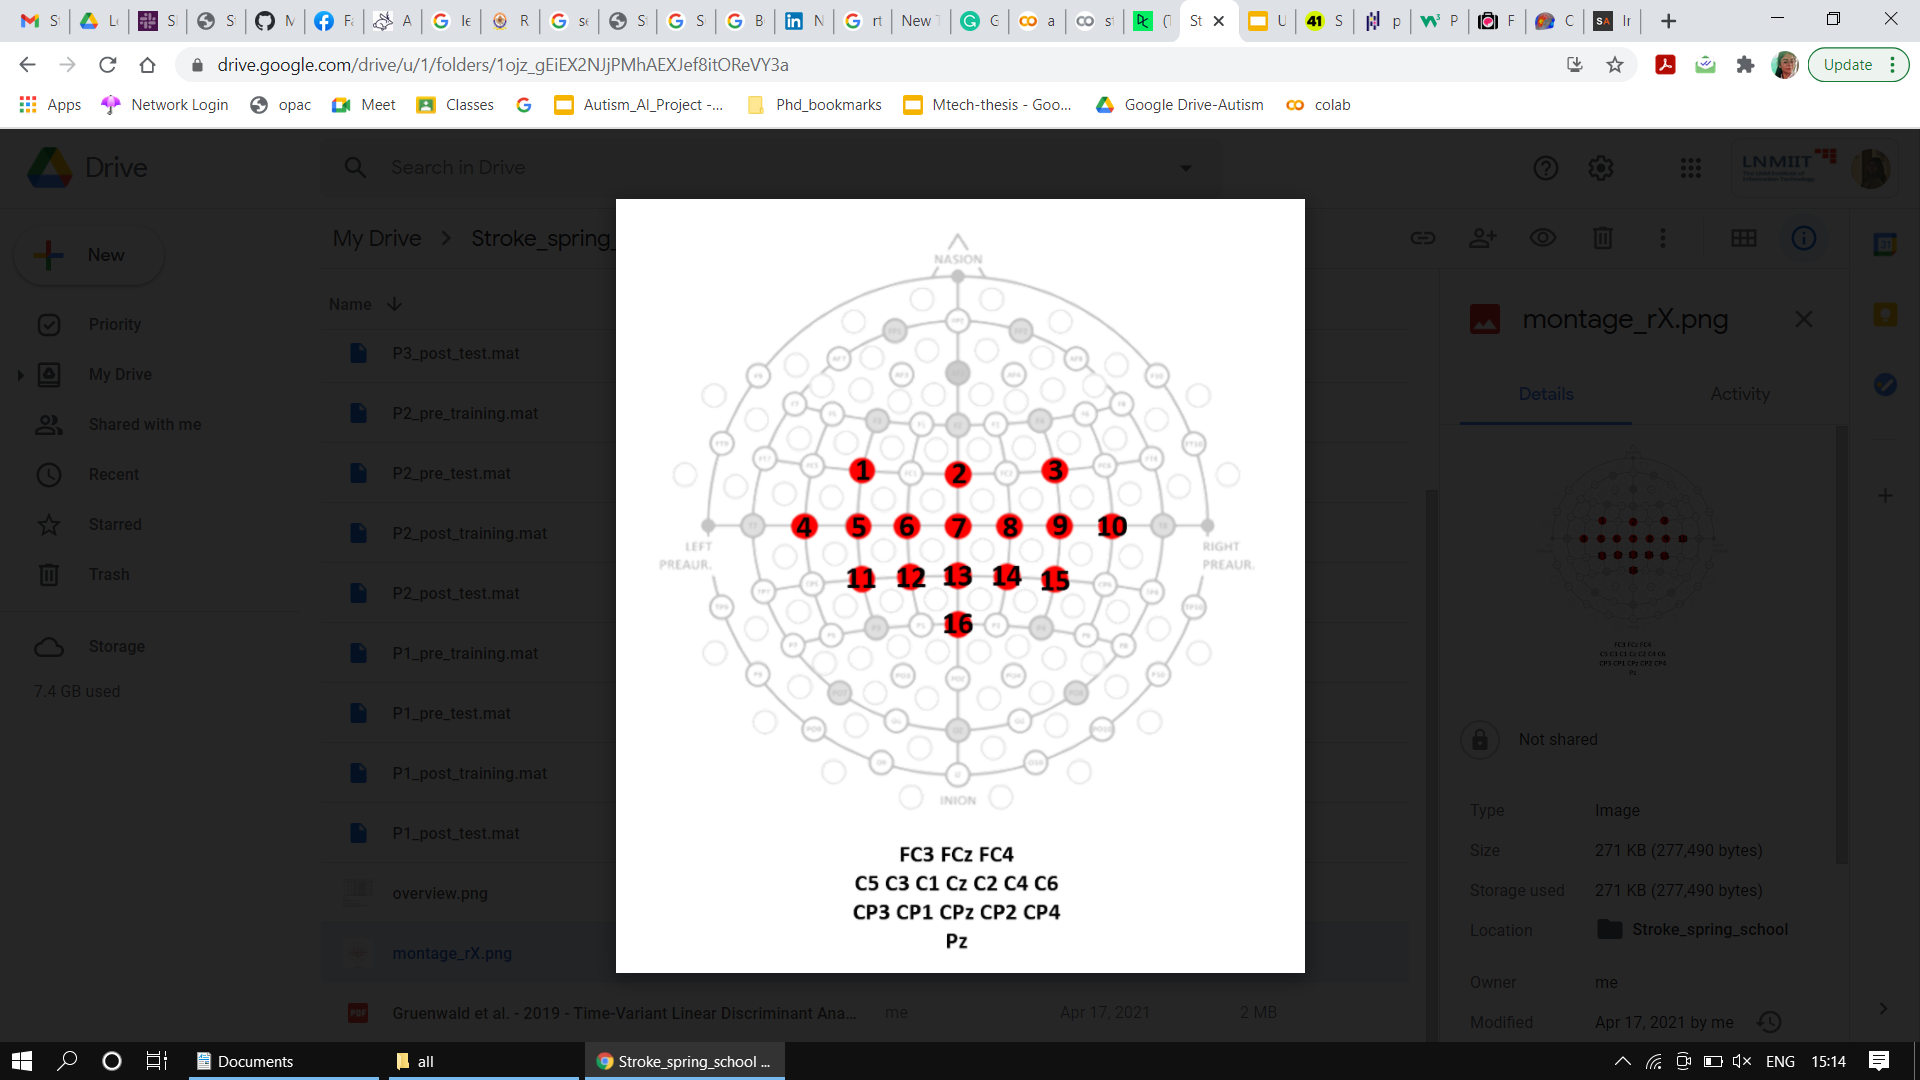 drive.google.com/drive/u/1/folders/1ojz_gEiEX2NJjPMhAEXJef8itOReVY3a
Update
Apps
Network Login
opac
Meet
Classes
Autism_AI_Project -...
Phd_bookmarks
Mtech-thesis - Goo...
Google Drive-Autism
colab
Drive
Search in Drive
LNMIIT
New
My Drive
Stroke_spring_
Priority
My Drive
Shared with me
Recent
Starred
Trash
Storage
7.4 GB used
Name
P3_post_test.mat
P2_pre_training.mat
P2_pre_test.mat
P2_post_training.mat
P2_post_test.mat
P1_pre_training.mat
P1_pre_test.mat
P1_post_training.mat
P1_post_test.mat
overview.png
montage_rX.png
Gruenwald et al. - 2019 - Time-Variant Linear Discriminant Ana...
me
Apr 17, 2021
2 MB
NASION
1 2 3
4 5 6 7 8 9 10
LEFT PREAUR.
RIGHT PREAUR.
11 12 13 14 15
16
INION
FC3 FCz FC4
C5 C3 C1 Cz C2 C4 C6
CP3 CP1 CPz CP2 CP4
Pz
montage_rX.png
Details
Activity
Not shared
Type Image
Size 271 KB (277,490 bytes)
Storage used 271 KB (277,490 bytes)
Location Stroke_spring_school
Owner me
Modified Apr 17, 2021 by me
Documents
all
Stroke_spring_school ...
ENG
15:14